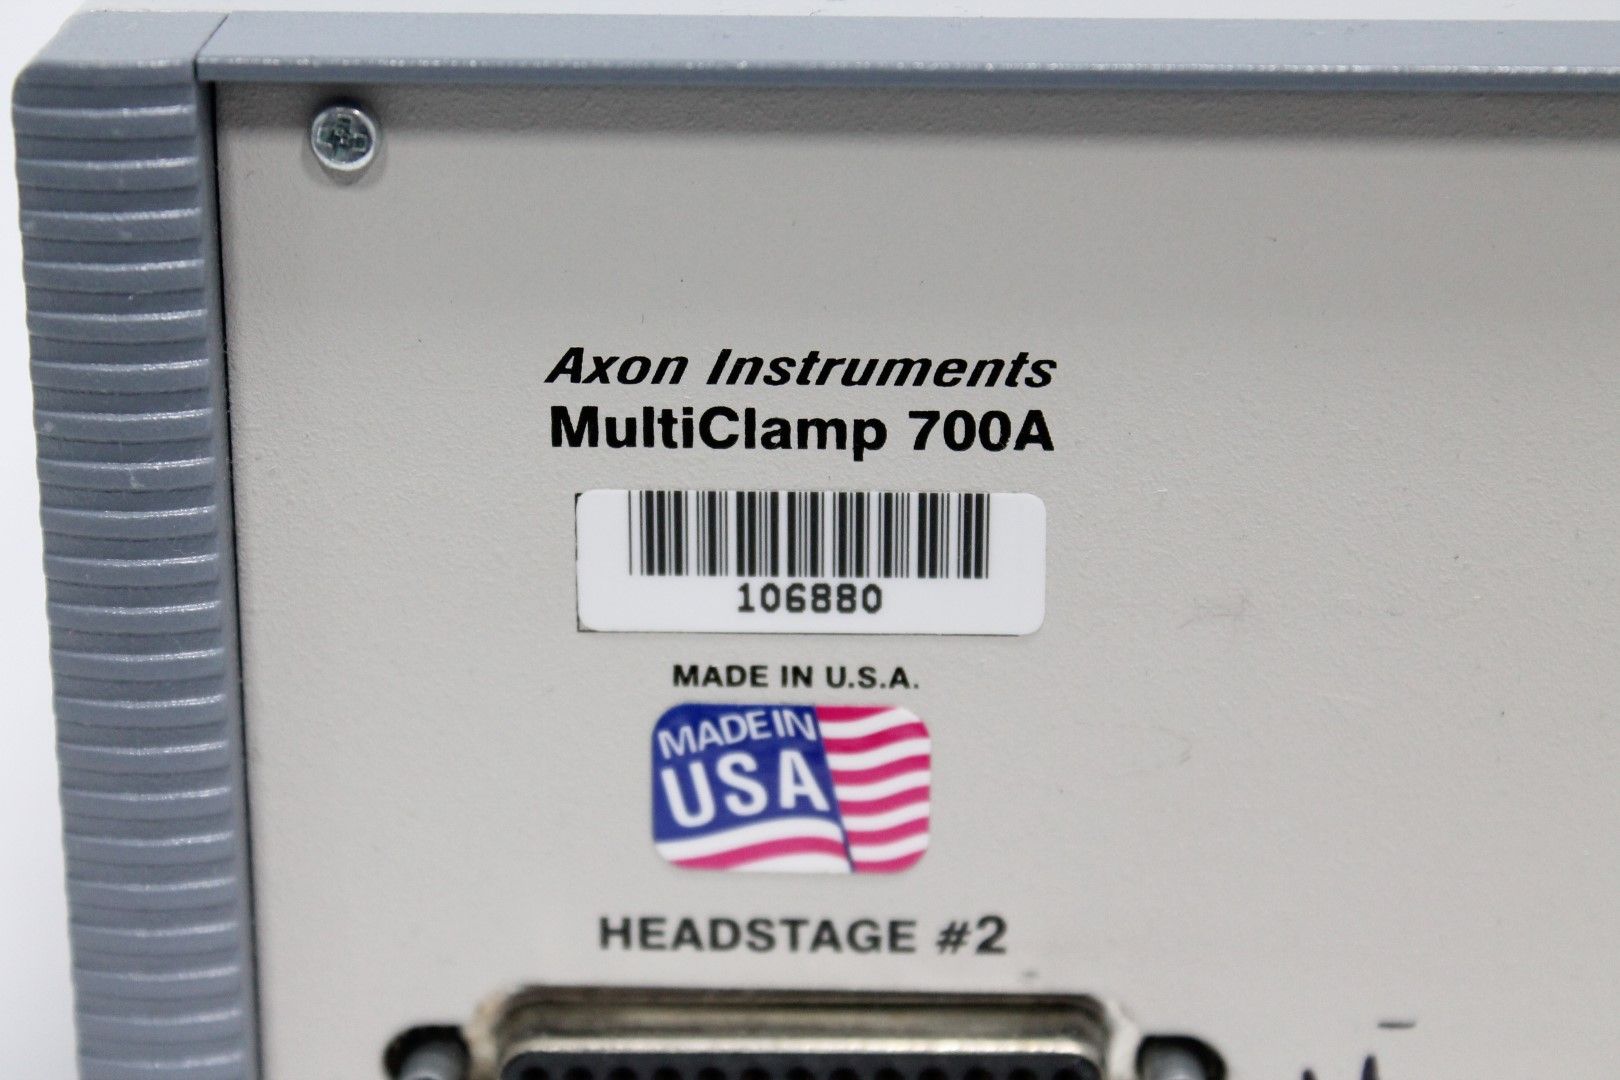 Axon Instruments
MultiClamp 700A
106880
MADE IN U.S.A.
MADE IN
USA
HEADSTAGE #2